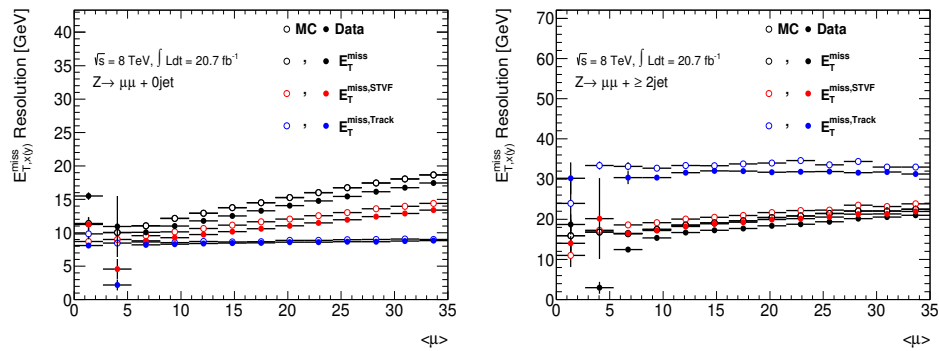 E_{T,x(y)}^{miss} Resolution [GeV]
○ MC ● Data
√s = 8 TeV, ∫ Ldt = 20.7 fb⁻¹
○ , ● E_T^{miss}
Z→ μμ + 0jet
○ , ● E_T^{miss,STVF}
○ , ● E_T^{miss,Track}
40
35
30
25
20
15
10
5
0
0 5 10 15 20 25 30 35
<μ>
E_{T,x(y)}^{miss} Resolution [GeV]
○ MC ● Data
√s = 8 TeV, ∫ Ldt = 20.7 fb⁻¹
○ , ● E_T^{miss}
Z→ μμ + ≥ 2jet
○ , ● E_T^{miss,STVF}
○ , ● E_T^{miss,Track}
70
60
50
40
30
20
10
0
0 5 10 15 20 25 30 35
<μ>